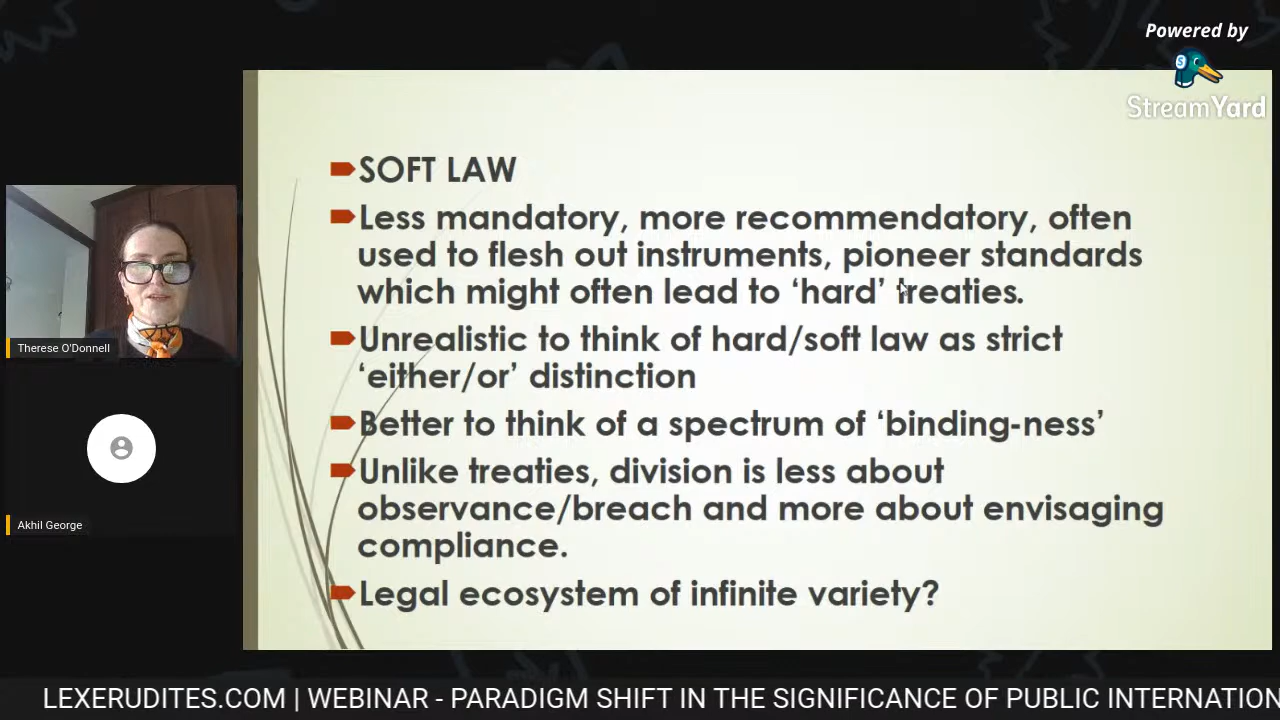 Powered by
StreamYard
SOFT LAW
Less mandatory, more recommendatory, often
used to flesh out instruments, pioneer standards
which might often lead to ‘hard’ treaties.
Unrealistic to think of hard/soft law as strict
‘either/or’ distinction
Better to think of a spectrum of ‘binding-ness’
Unlike treaties, division is less about
observance/breach and more about envisaging
compliance.
Legal ecosystem of infinite variety?
Therese O'Donnell
Akhil George
LEXERUDITES.COM | WEBINAR - PARADIGM SHIFT IN THE SIGNIFICANCE OF PUBLIC INTERNATION